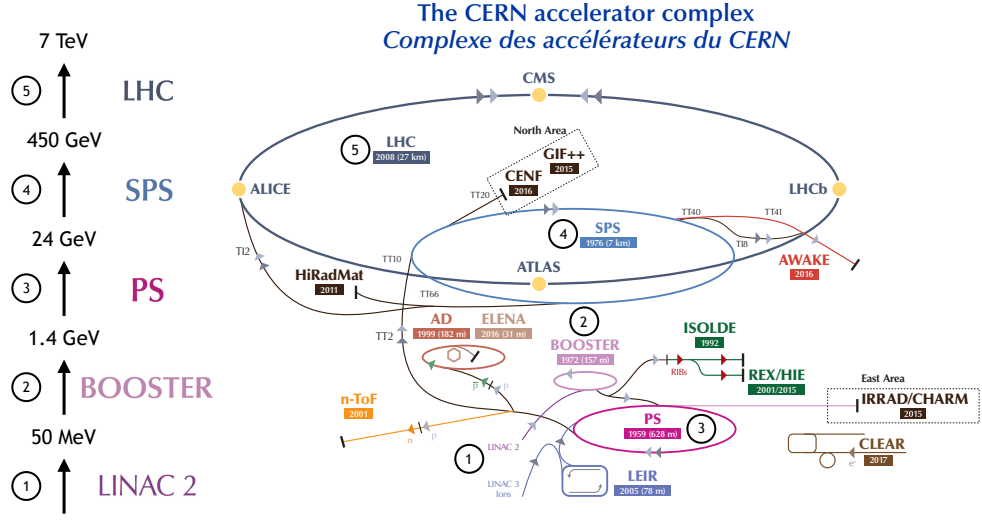 The CERN accelerator complex
Complexe des accélérateurs du CERN
7 TeV
5 LHC
450 GeV
4 SPS
24 GeV
3 PS
1.4 GeV
2 BOOSTER
50 MeV
1 LINAC 2
CMS
5 LHC
2008 (27 km)
North Area
GIF++
2015
CENF
2016
TT20
ALICE
LHCb
4 SPS
1976 (7 km)
TT40
TT41
TI8
AWAKE
2016
TI2
TT10
ATLAS
HiRadMat
2011
TT66
TT2
AD
1999 (182 m)
ELENA
2016 (31 m)
2
BOOSTER
1972 (157 m)
ISOLDE
1992
RIBs
REX/HIE
2001/2015
p
p
East Area
IRRAD/CHARM
2015
n-ToF
2001
n
p
PS
1959 (628 m)
3
LINAC 2
1
CLEAR
2017
e-
LINAC 3
Ions
LEIR
2005 (78 m)